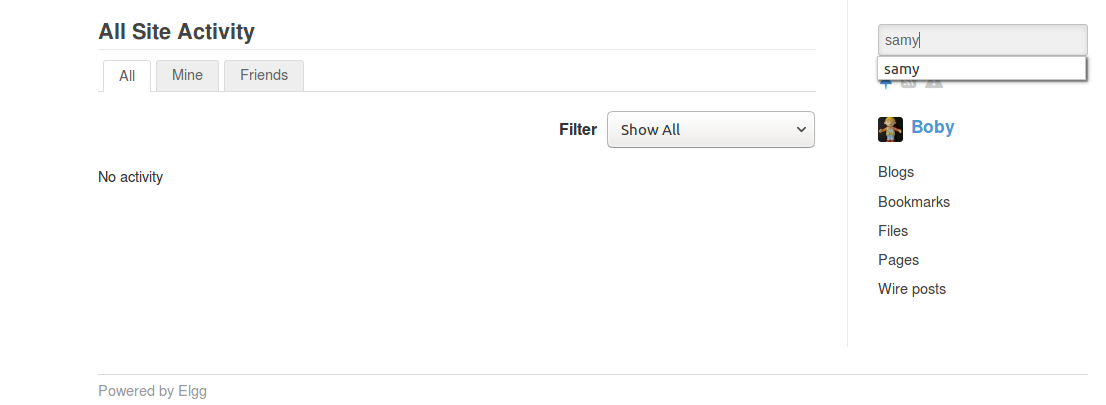 All Site Activity
All
Mine
Friends
Filter
Show All
No activity
samy
samy
Boby
Blogs
Bookmarks
Files
Pages
Wire posts
Powered by Elgg